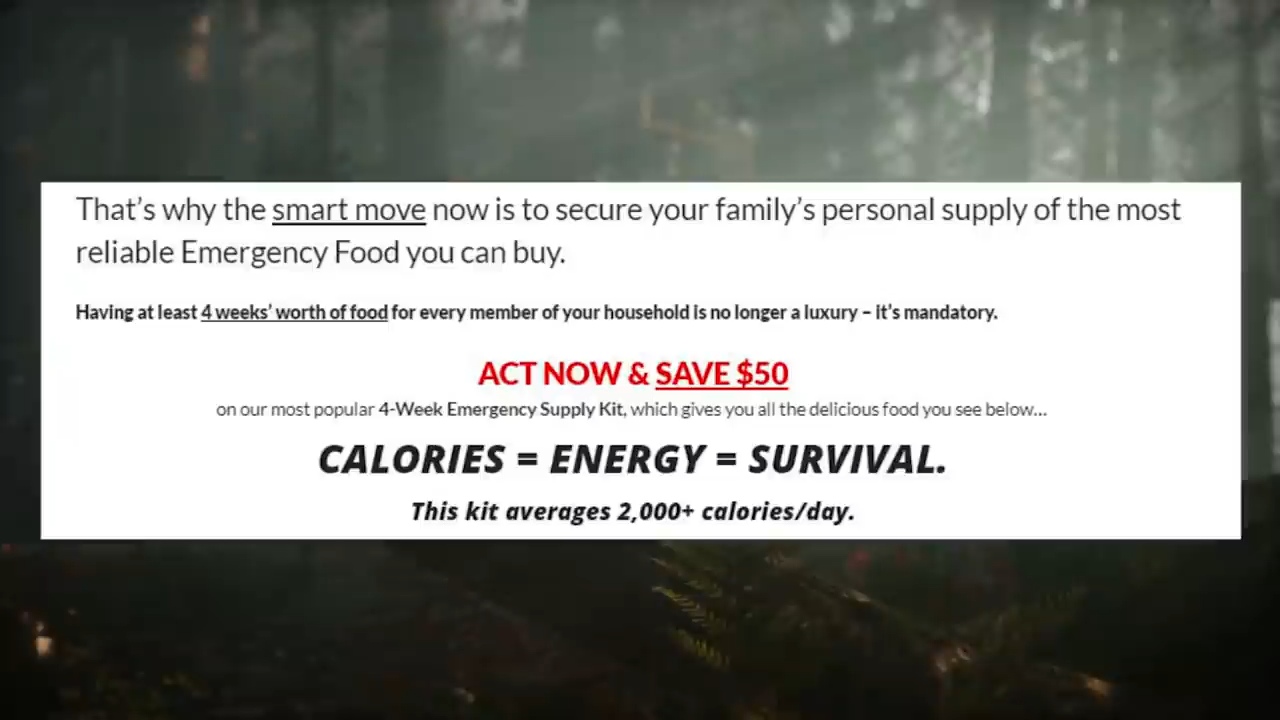 That’s why the smart move now is to secure your family’s personal supply of the most
reliable Emergency Food you can buy.
Having at least 4 weeks’ worth of food for every member of your household is no longer a luxury – it’s mandatory.
ACT NOW & SAVE $50
on our most popular 4-Week Emergency Supply Kit, which gives you all the delicious food you see below...
CALORIES = ENERGY = SURVIVAL.
This kit averages 2,000+ calories/day.